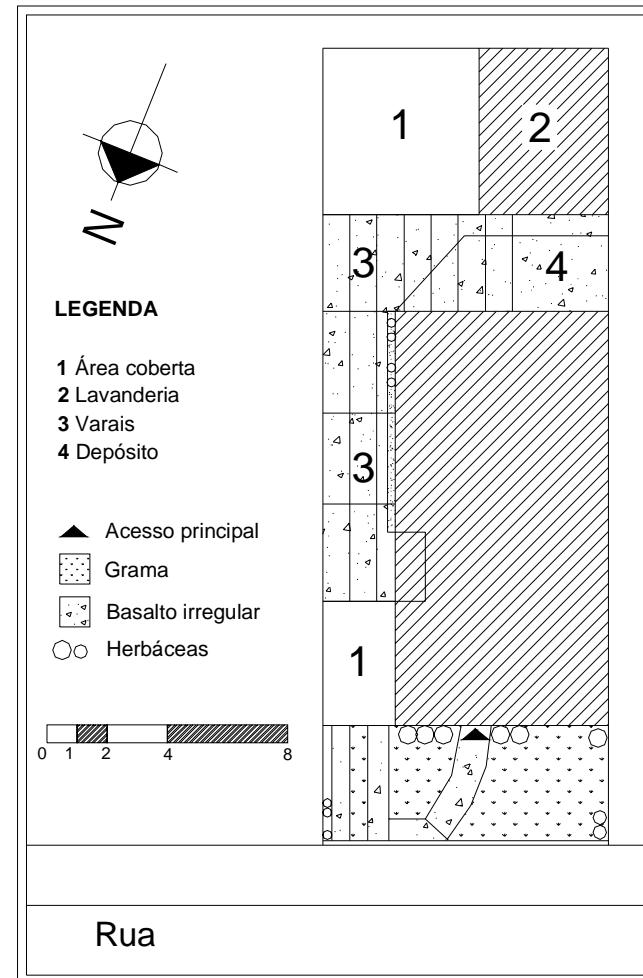 N
LEGENDA
1 Área coberta
2 Lavanderia
3 Varais
4 Depósito
Acesso principal
Grama
Basalto irregular
Herbáceas
0 1 2 4 8
1
2
3
4
3
1
Rua